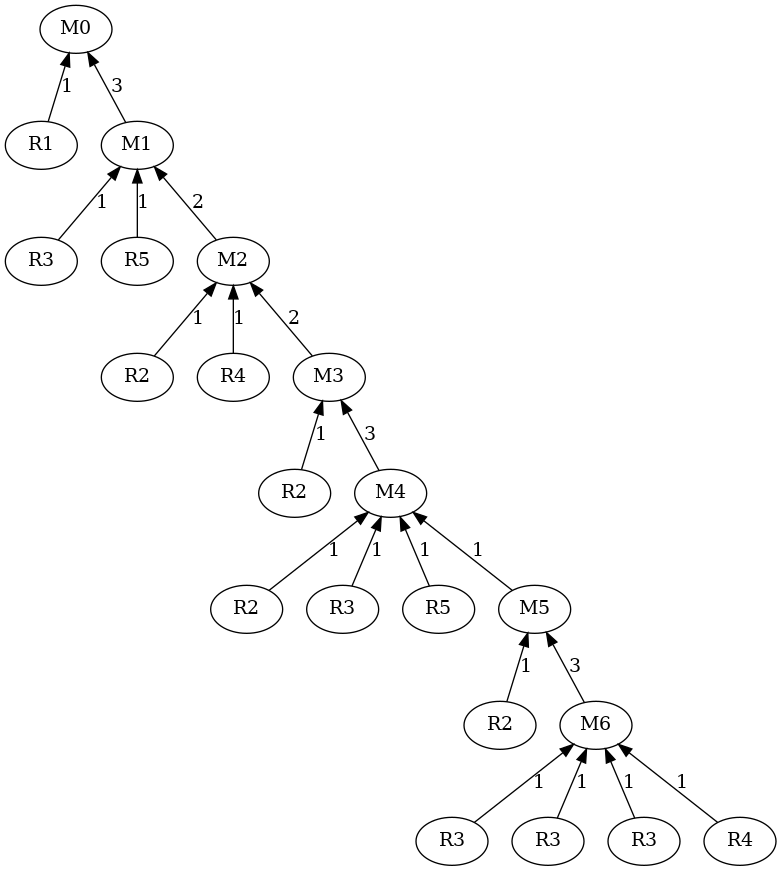 M0
1 3
R1 M1
1 1 2
R3 R5 M2
1 1 2
R2 R4 M3
1 3
R2 M4
1 1 1 1
R2 R3 R5 M5
1 3
R2 M6
1 1 1 1
R3 R3 R3 R4